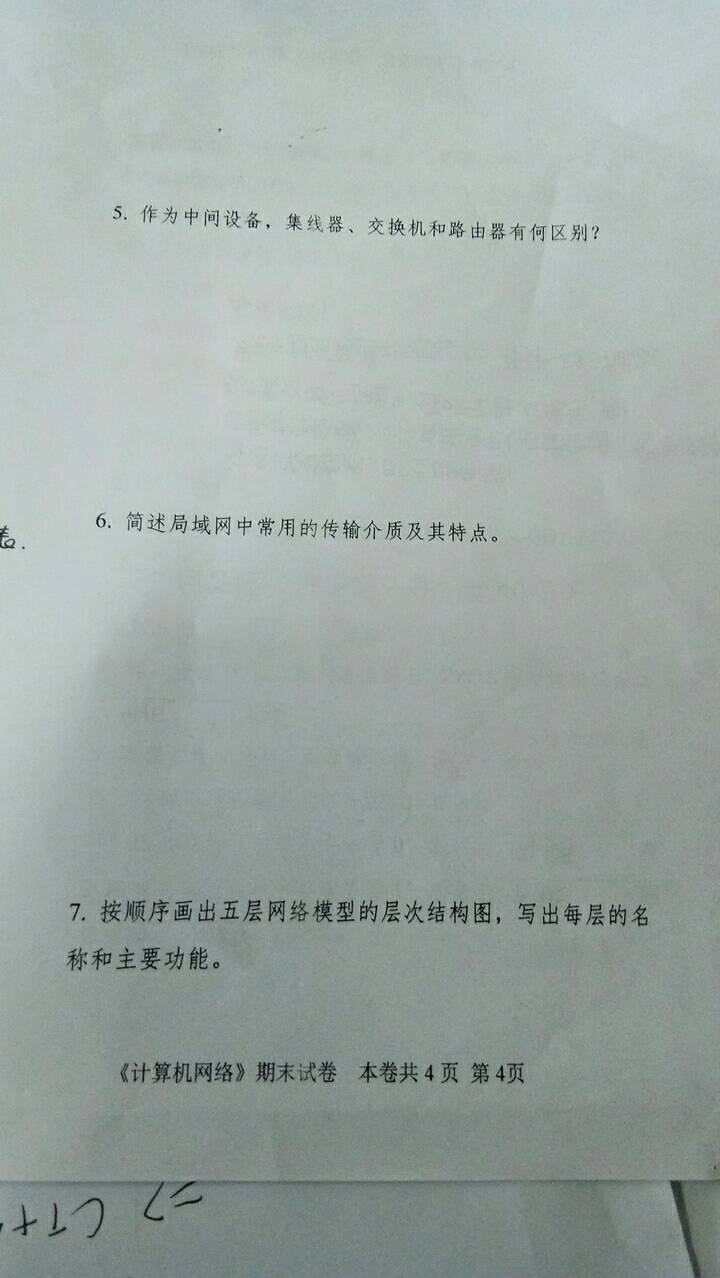 5. 作为中间设备，集线器、交换机和路由器有何区别？
6. 简述局域网中常用的传输介质及其特点。
7. 按顺序画出五层网络模型的层次结构图，写出每层的名
称和主要功能。
《计算机网络》期末试卷 本卷共 4 页 第 4页